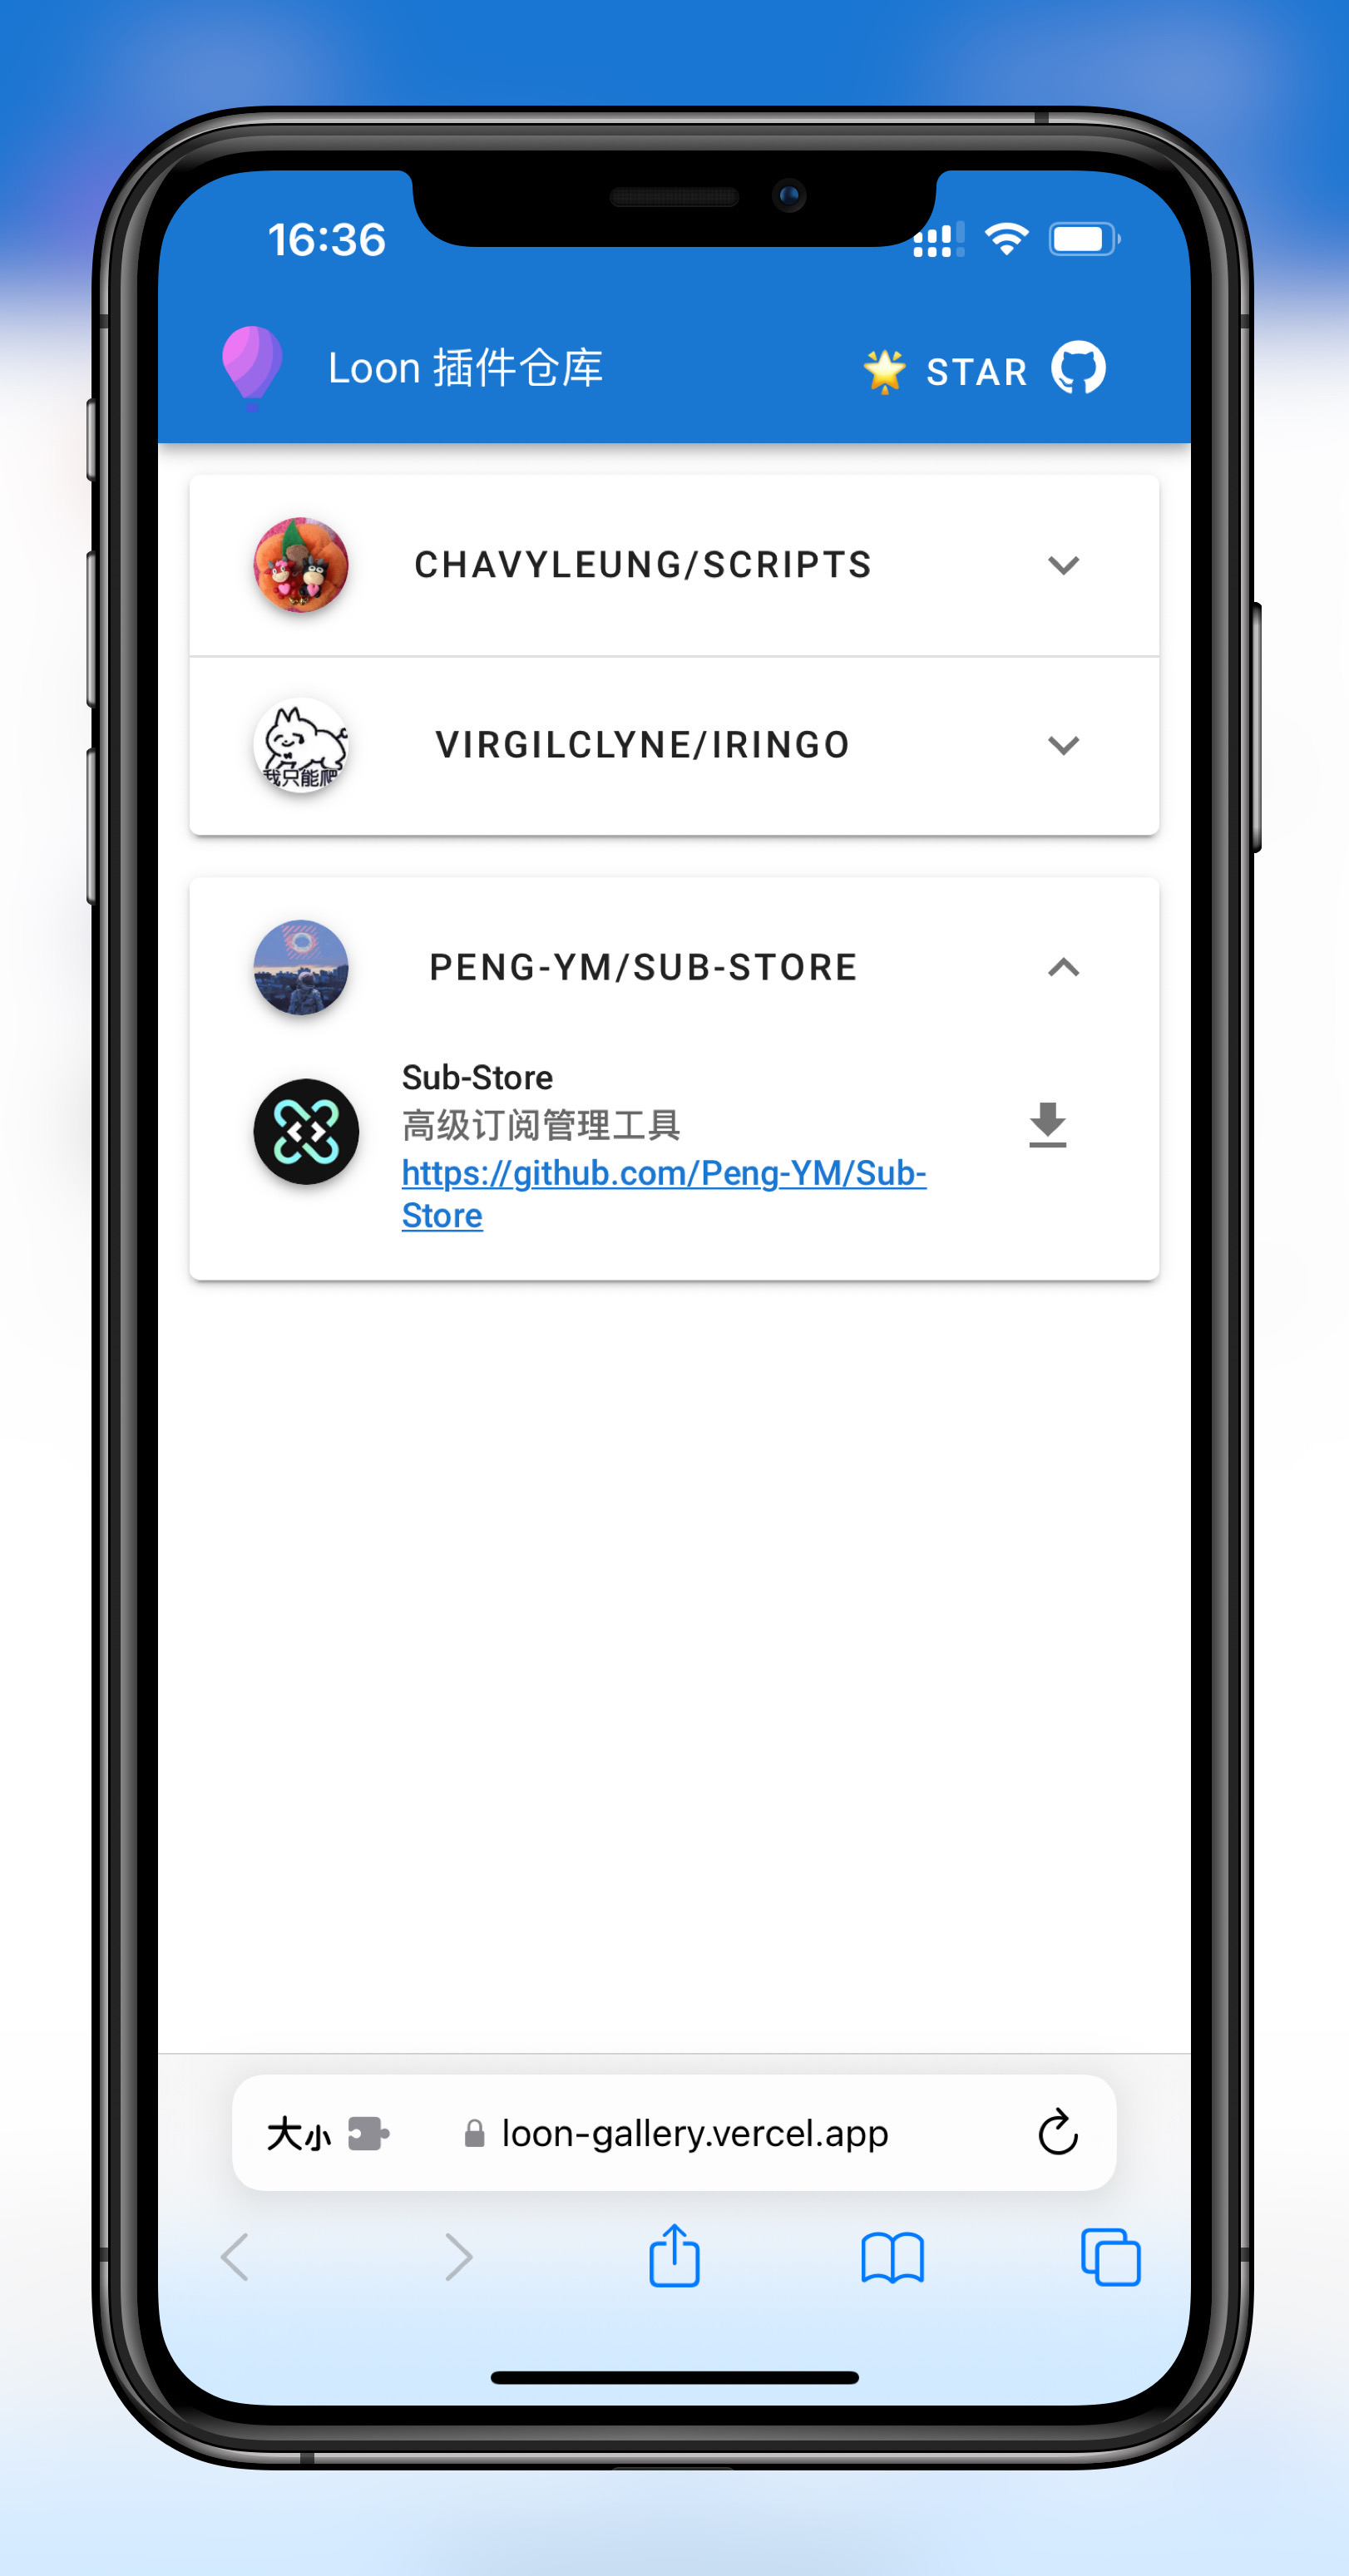 16:36
Loon 插件仓库
🌟 STAR
CHAVYLEUNG/SCRIPTS
VIRGILCLYNE/IRINGO
我只能爬
PENG-YM/SUB-STORE
Sub-Store
高级订阅管理工具
https://github.com/Peng-YM/Sub-
Store
大小
loon-gallery.vercel.app